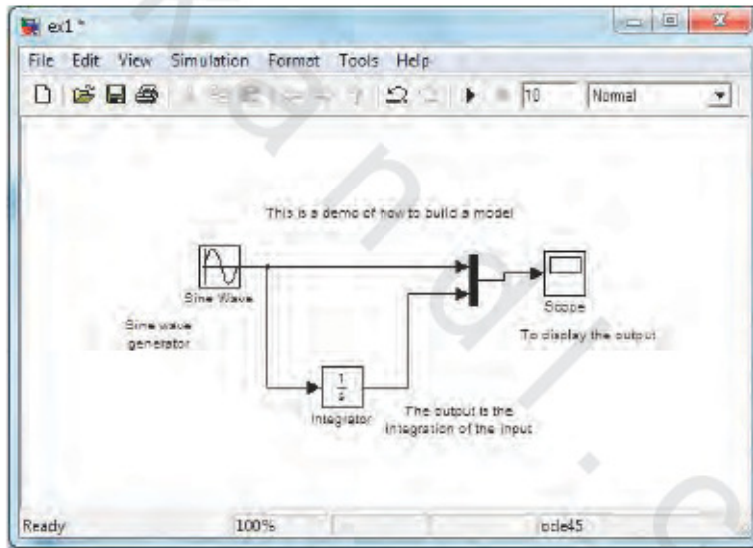 ex1 *
File Edit View Simulation Format Tools Help
10 Normal
This is a demo of how to build a model
Sine Wave
Scope
Sine wave
generator
To display the output
1
s
Integrator
The output is the
integration of the input
Ready 100% ode45